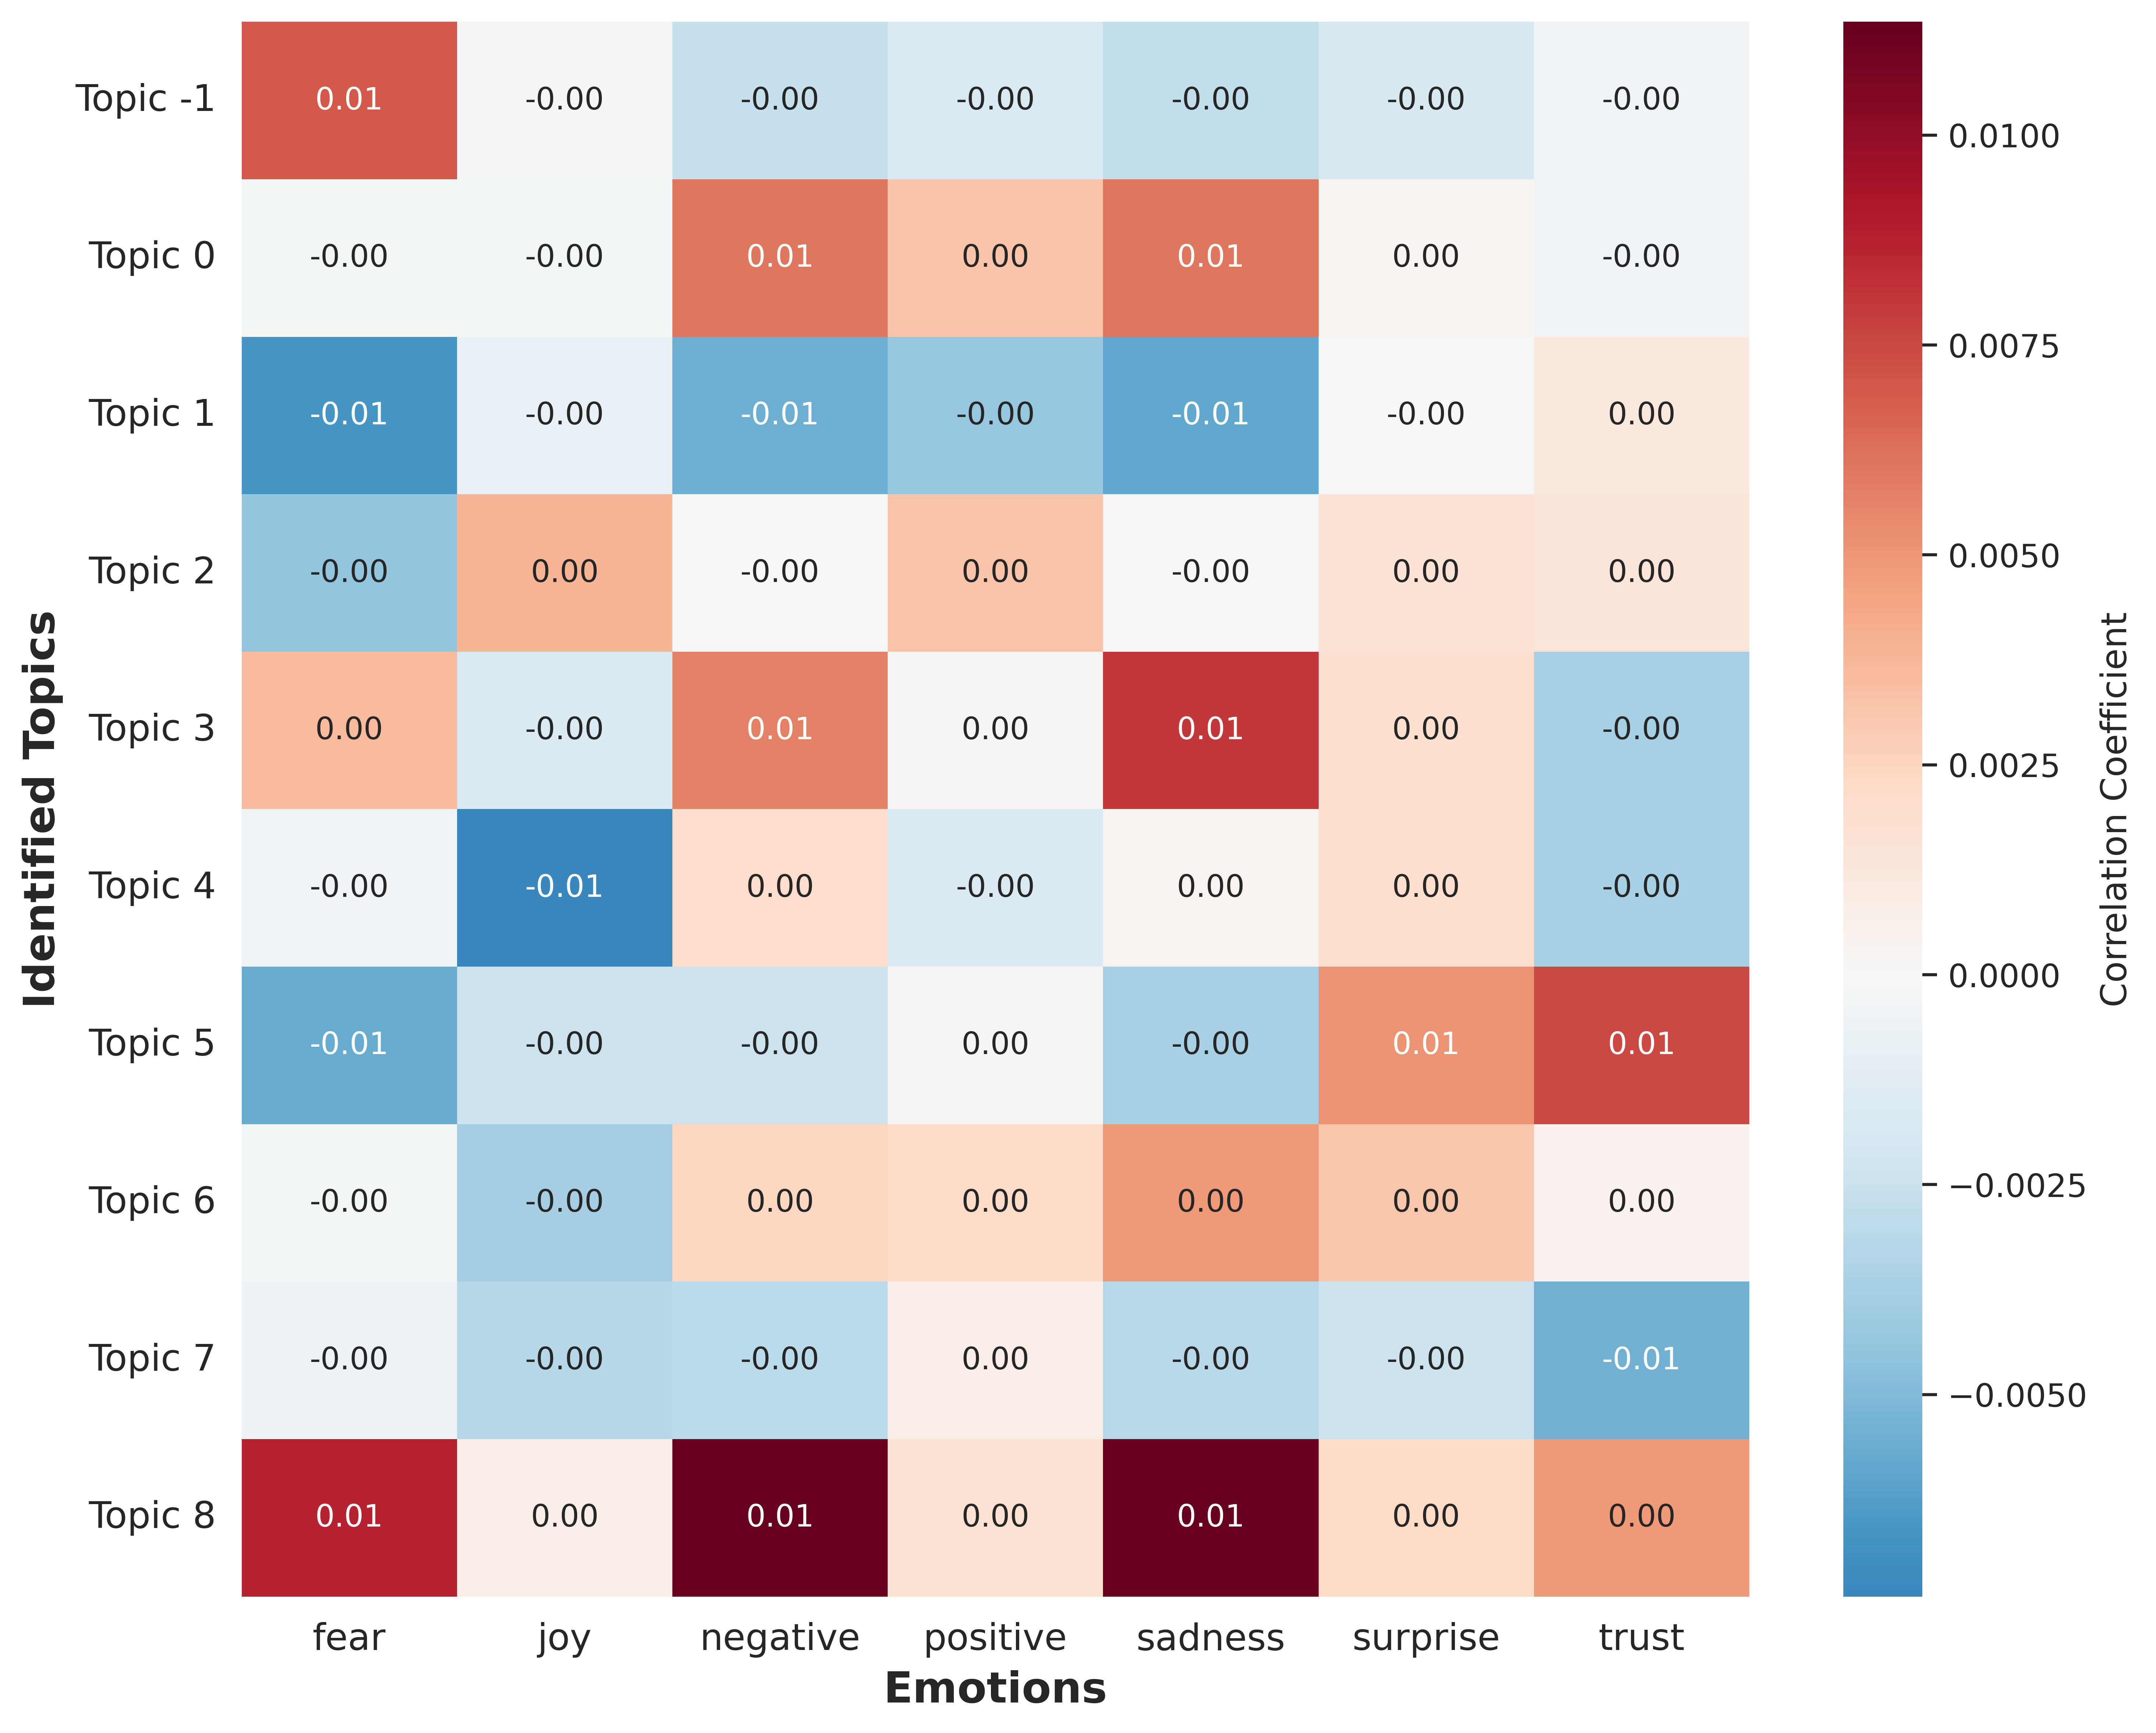 Topic -1 0.01 -0.00 -0.00 -0.00 -0.00 -0.00 -0.00
Topic 0 -0.00 -0.00 0.01 0.00 0.01 0.00 -0.00
Topic 1 -0.01 -0.00 -0.01 -0.00 -0.01 -0.00 0.00
Topic 2 -0.00 0.00 -0.00 0.00 -0.00 0.00 0.00
Topic 3 0.00 -0.00 0.01 0.00 0.01 0.00 -0.00
Topic 4 -0.00 -0.01 0.00 -0.00 0.00 0.00 -0.00
Topic 5 -0.01 -0.00 -0.00 0.00 -0.00 0.01 0.01
Topic 6 -0.00 -0.00 0.00 0.00 0.00 0.00 0.00
Topic 7 -0.00 -0.00 -0.00 0.00 -0.00 -0.00 -0.01
Topic 8 0.01 0.00 0.01 0.00 0.01 0.00 0.00
fear joy negative positive sadness surprise trust
Emotions
Identified Topics
0.0100
0.0075
0.0050
0.0025
0.0000
−0.0025
−0.0050
Correlation Coefficient